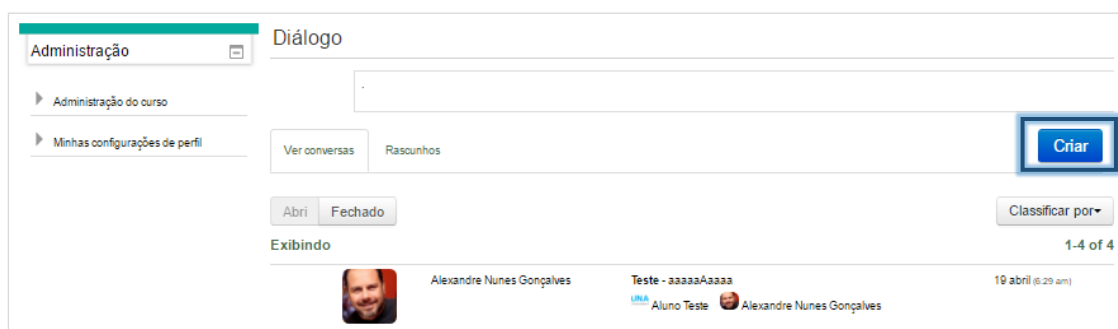 Administração
Administração do curso
Minhas configurações de perfil
Diálogo
.
Ver conversas Rascunhos Criar
Abri Fechado Classificar por
Exibindo 1-4 of 4
Alexandre Nunes Gonçalves Teste - aaaaaAaaaa 19 abril (6:29 am)
UNA Aluno Teste Alexandre Nunes Gonçalves